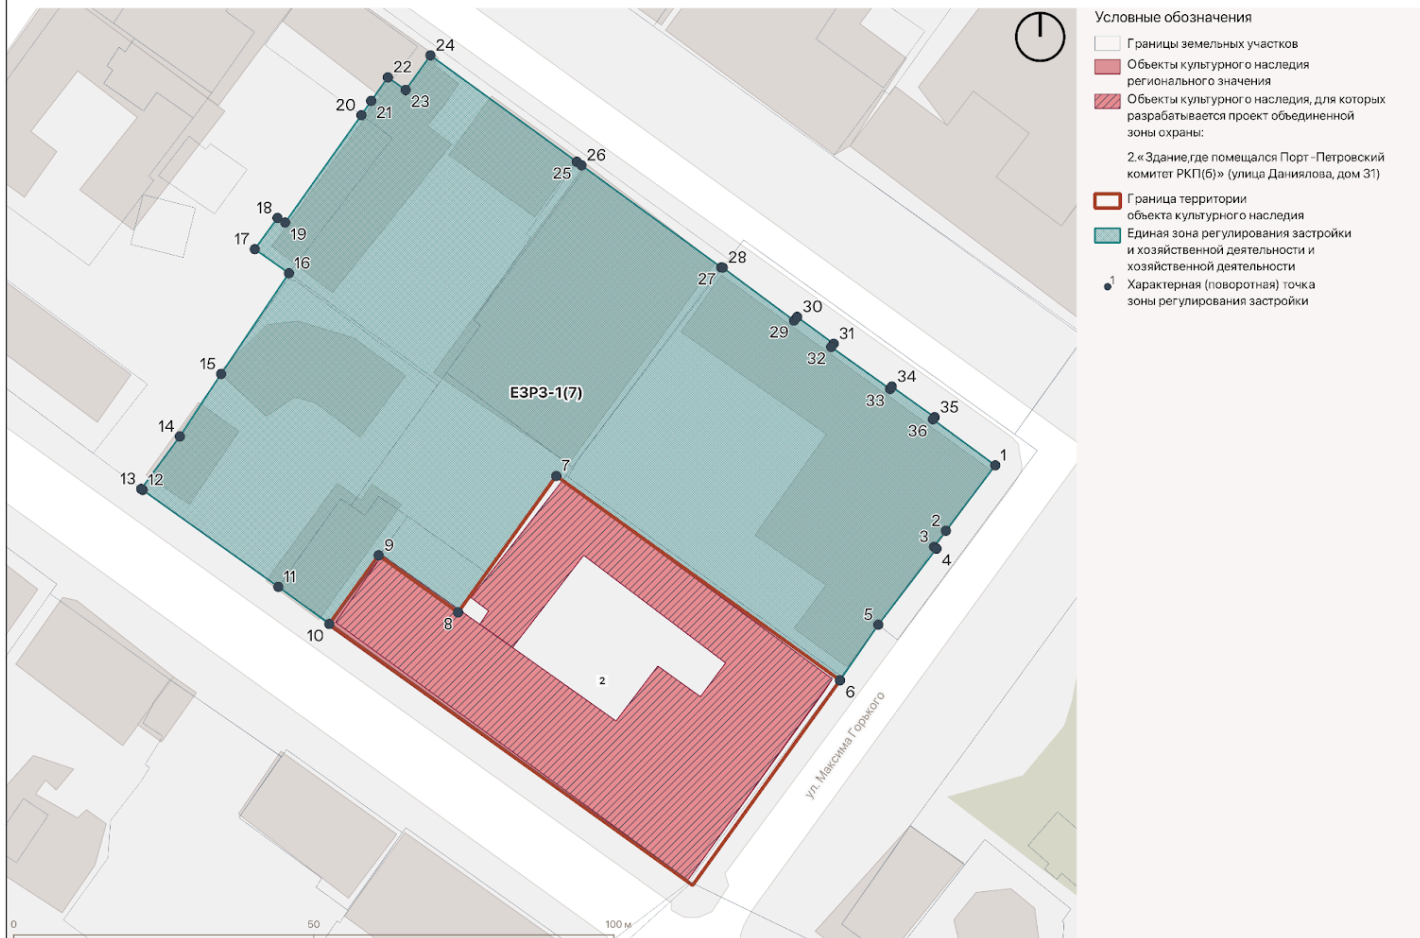 Условные обозначения
Границы земельных участков
Объекты культурного наследия
регионального значения
Объекты культурного наследия, для которых
разрабатывается проект объединенной
зоны охраны:
2.«Здание,где помещался Порт-Петровский
комитет РКП(б)» (улица Даниялова, дом 31)
Граница территории
объекта культурного наследия
Единая зона регулирования застройки
и хозяйственной деятельности и
хозяйственной деятельности
1
Характерная (поворотная) точка
зоны регулирования застройки
24
22
23
20
21
26
25
18
19
17
16
28
27
30
29
31
32
15
34
33
ЕЗРЗ-1(7)
35
36
14
1
7
13
12
2
3
4
9
11
5
8
10
2
6
ул. Максима Горького
0
50
100 м